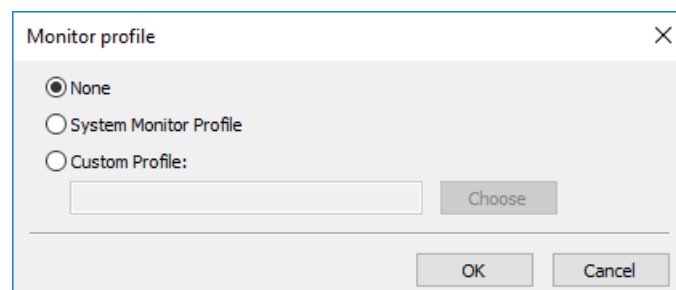 Monitor profile
None
System Monitor Profile
Custom Profile:
Choose
OK Cancel